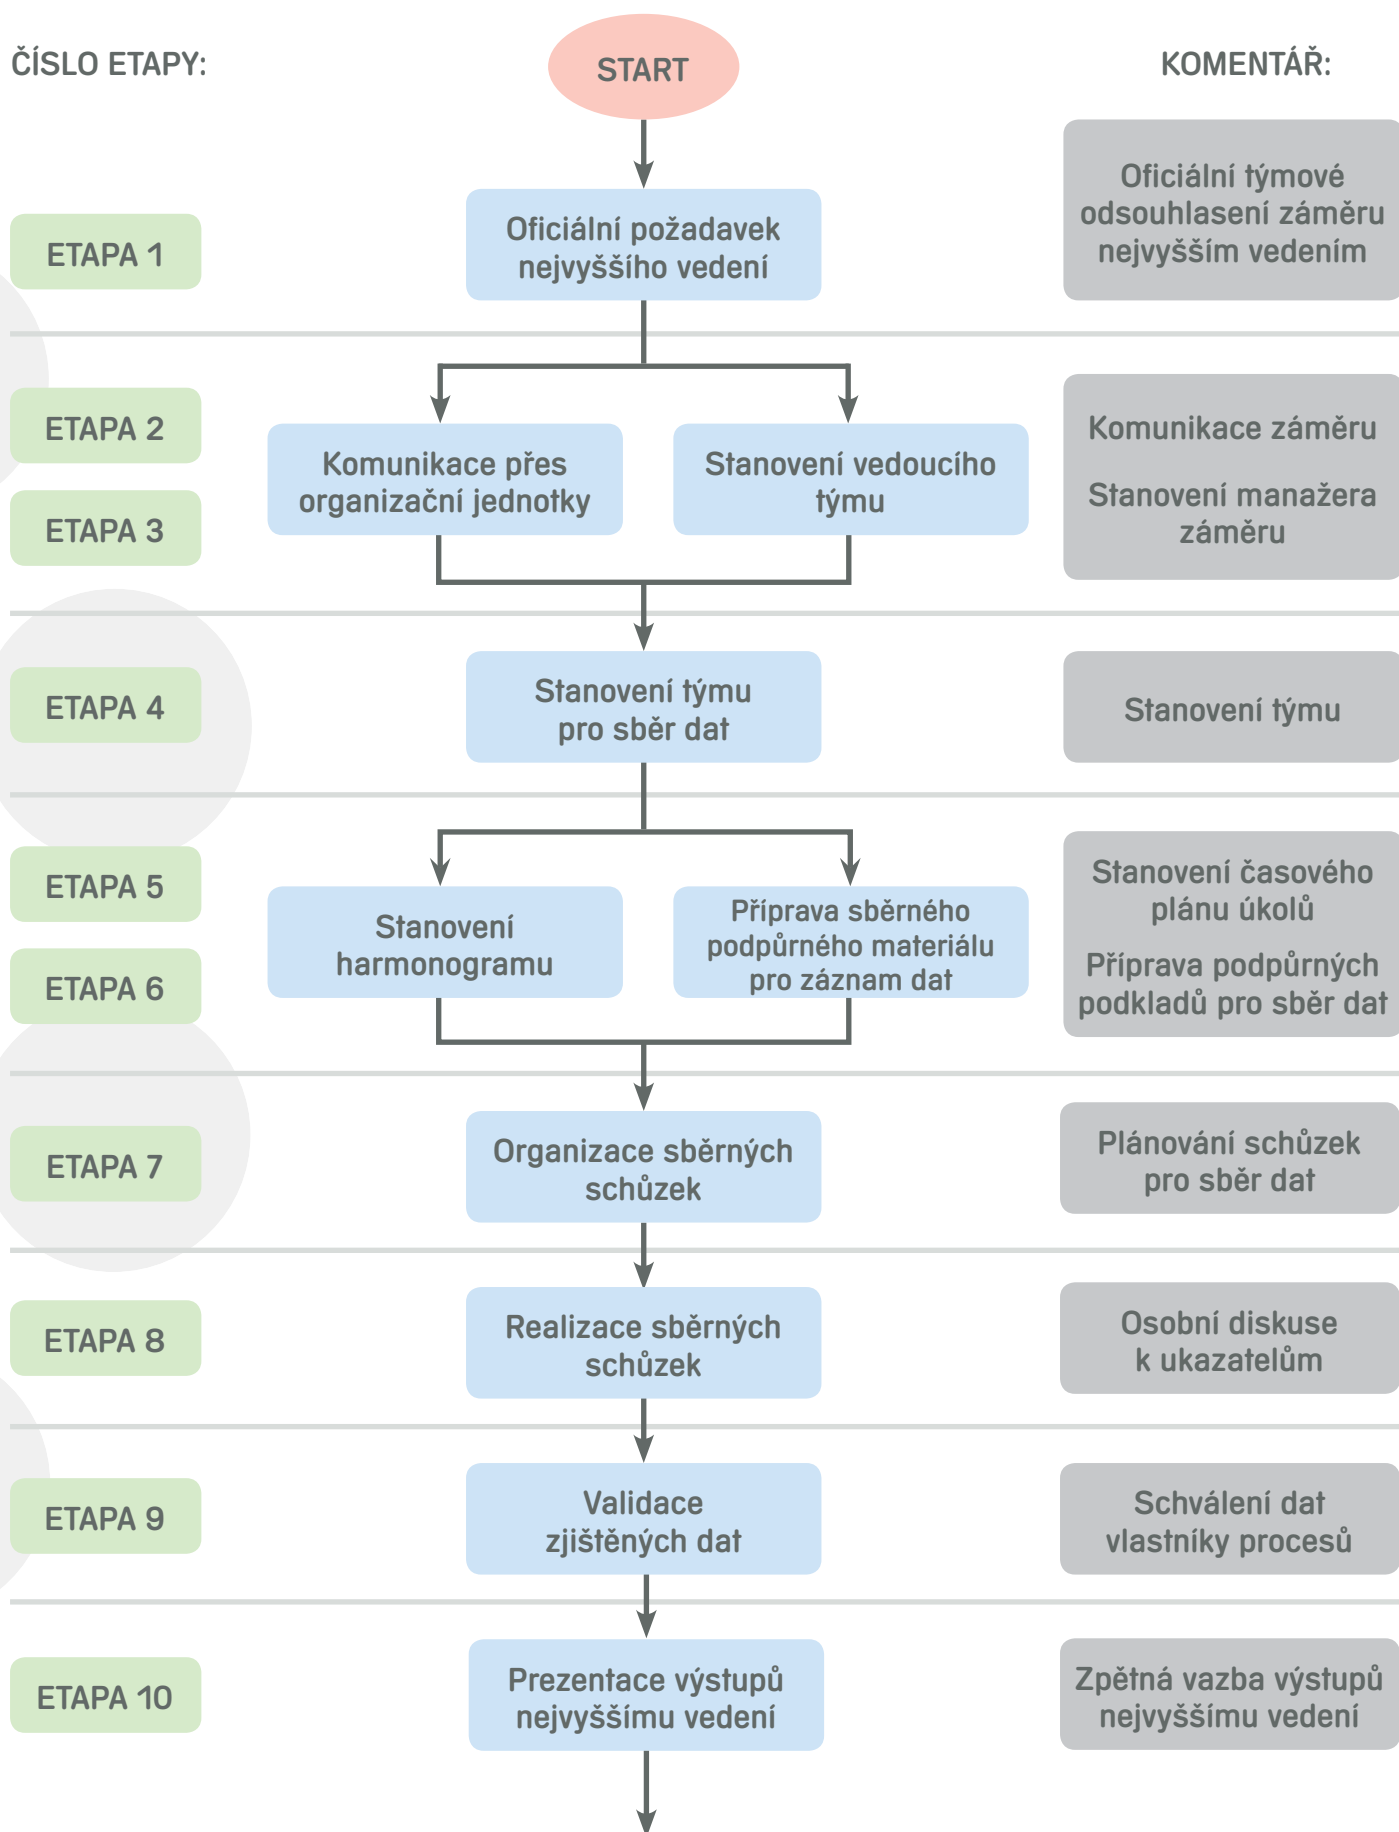 ČÍSLO ETAPY:
START
KOMENTÁŘ:
ETAPA 1
Oficiální požadavek
nejvyššího vedení
Oficiální týmové
odsouhlasení záměru
nejvyšším vedením
ETAPA 2
ETAPA 3
Komunikace přes
organizační jednotky
Stanovení vedoucího
týmu
Komunikace záměru
Stanovení manažera
záměru
ETAPA 4
Stanovení týmu
pro sběr dat
Stanovení týmu
ETAPA 5
ETAPA 6
Stanovení
harmonogramu
Příprava sběrného
podpůrného materiálu
pro záznam dat
Stanovení časového
plánu úkolů
Příprava podpůrných
podkladů pro sběr dat
ETAPA 7
Organizace sběrných
schůzek
Plánování schůzek
pro sběr dat
ETAPA 8
Realizace sběrných
schůzek
Osobní diskuse
k ukazatelům
ETAPA 9
Validace
zjištěných dat
Schválení dat
vlastníky procesů
ETAPA 10
Prezentace výstupů
nejvyššímu vedení
Zpětná vazba výstupů
nejvyššímu vedení